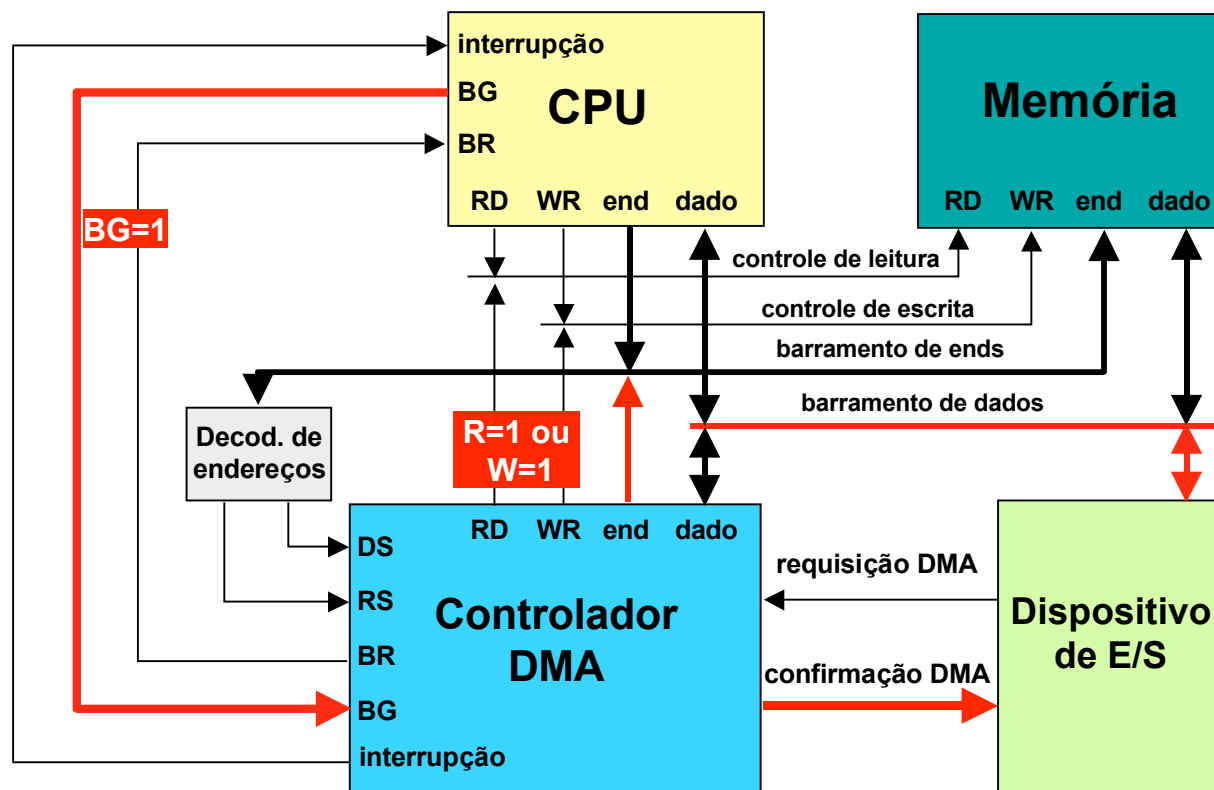 interrupção
BG
CPU
BR
RD WR end dado
Memória
RD WR end dado
BG=1
controle de leitura
controle de escrita
barramento de ends
barramento de dados
Decod. de
endereços
R=1 ou
W=1
RD WR end dado
DS
RS
BR
BG
interrupção
Controlador
DMA
requisição DMA
confirmação DMA
Dispositivo
de E/S